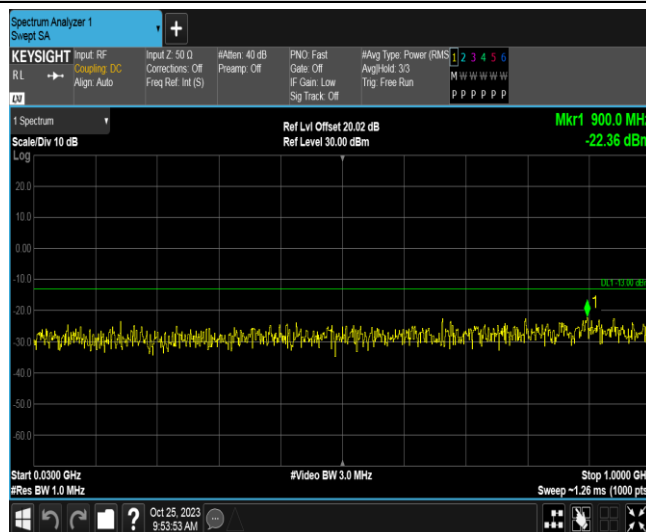 Spectrum Analyzer 1
Swept SA
KEYSIGHT
RL
LXI
Input: RF
Coupling: DC
Align: Auto
Input Z: 50 Ω
Corrections: Off
Freq Ref: Int (S)
#Atten: 40 dB
Preamp: Off
PNO: Fast
Gate: Off
IF Gain: Low
Sig Track: Off
#Avg Type: Power (RMS
Avg|Hold: 3/3
Trig: Free Run
1 2 3 4 5 6
M W W W W W
P P P P P P
1 Spectrum
Scale/Div 10 dB
Ref Lvl Offset 20.02 dB
Ref Level 30.00 dBm
Mkr1 900.0 MHz
-22.36 dBm
Log
20.0
10.0
0.00
-10.0
DL1 -13.00 dBm
1
-20.0
-30.0
-40.0
-50.0
-60.0
Start 0.0300 GHz
#Res BW 1.0 MHz
#Video BW 3.0 MHz
Stop 1.0000 GH
Sweep ~1.26 ms (1000 pts
?
Oct 25, 2023
9:53:53 AM